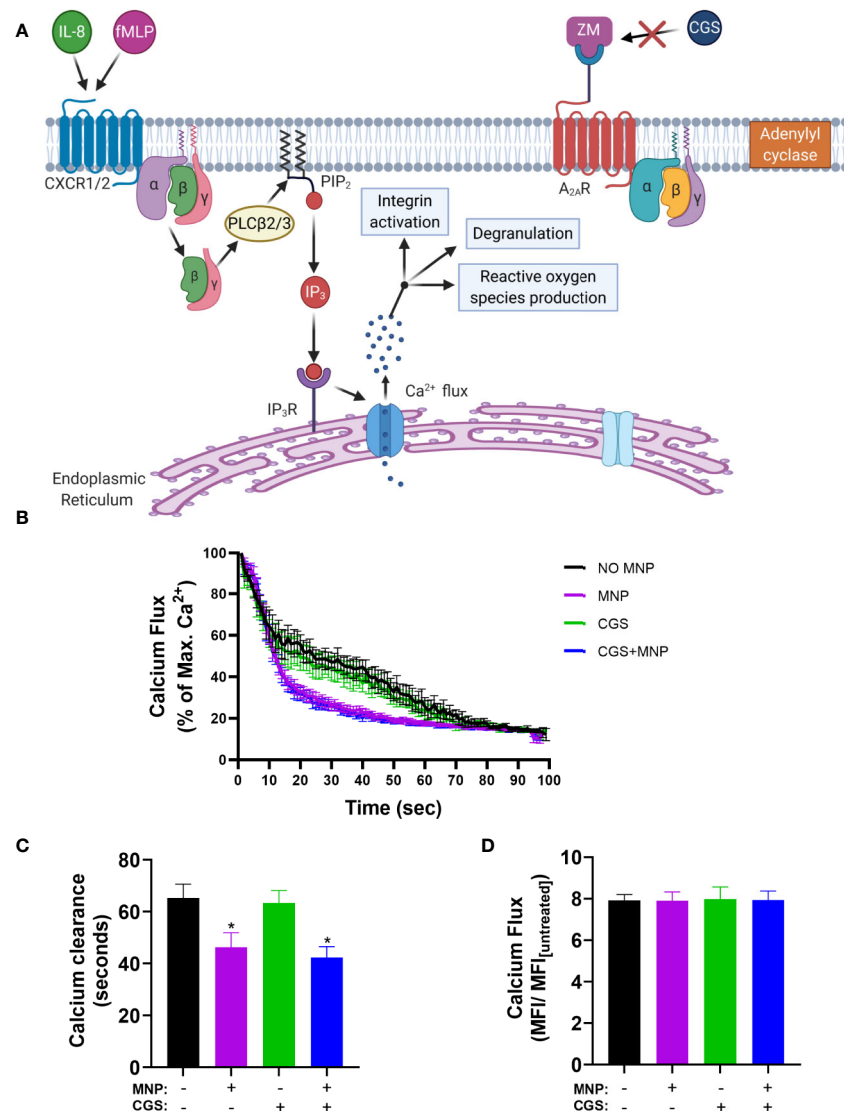 A
IL-8
fMLP
ZM
CGS
Adenylyl
cyclase
CXCR1/2
α
β
γ
PIP₂
A₂ₐR
α
β
γ
PLCβ2/3
Integrin
activation
Degranulation
β
γ
Reactive oxygen
species production
IP₃
IP₃R
Ca²⁺ flux
Endoplasmic
Reticulum
B
Calcium Flux
(% of Max. Ca²⁺)
100
80
60
40
20
0
0 10 20 30 40 50 60 70 80 90 100
Time (sec)
NO MNP
MNP
CGS
CGS+MNP
C
Calcium clearance
(seconds)
80
60
40
20
0
*
*
MNP: - + - +
CGS: - - + +
D
Calcium Flux
(MFI/ MFI[untreated])
8
6
4
2
0
MNP: - + - +
CGS: - - + +